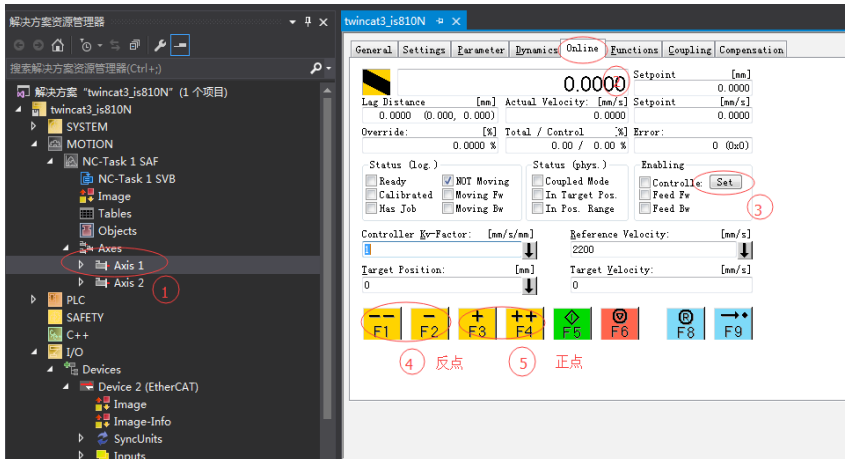 解决方案资源管理器
搜索解决方案资源管理器(Ctrl+;)
解决方案 "twincat3_is810N" (1 个项目)
twincat3_is810N
SYSTEM
MOTION
NC-Task 1 SAF
NC-Task 1 SVB
Image
Tables
Objects
Axes
Axis 1
1
Axis 2
PLC
SAFETY
C++
I/O
Devices
Device 2 (EtherCAT)
Image
Image-Info
SyncUnits
Inputs
twincat3_is810N
General Settings Parameter Dynamics Online Functions Coupling Compensation
0.0000
Setpoint [mm]
0.0000
Lag Distance [mm] Actual Velocity: [mm/s] Setpoint [mm/s]
0.0000 (0.000, 0.000) 0.0000 0.0000
Override: [%] Total / Control [%] Error:
0.0000 % 0.00 / 0.00 % 0 (0x0)
Status (log.) Status (phys.) Enabling
Ready NOT Moving Coupled Mode Controlle: Set
Calibrated Moving Fw In Target Pos. Feed Fw
Has Job Moving Bw In Pos. Range Feed Bw
3
Controller Kv-Factor: [mm/s/mm] Reference Velocity: [mm/s]
1 2200
Target Position: [mm] Target Velocity: [mm/s]
0 0
-- - + ++ R
F1 F2 F3 F4 F5 F6 F8 F9
4 反点 5 正点